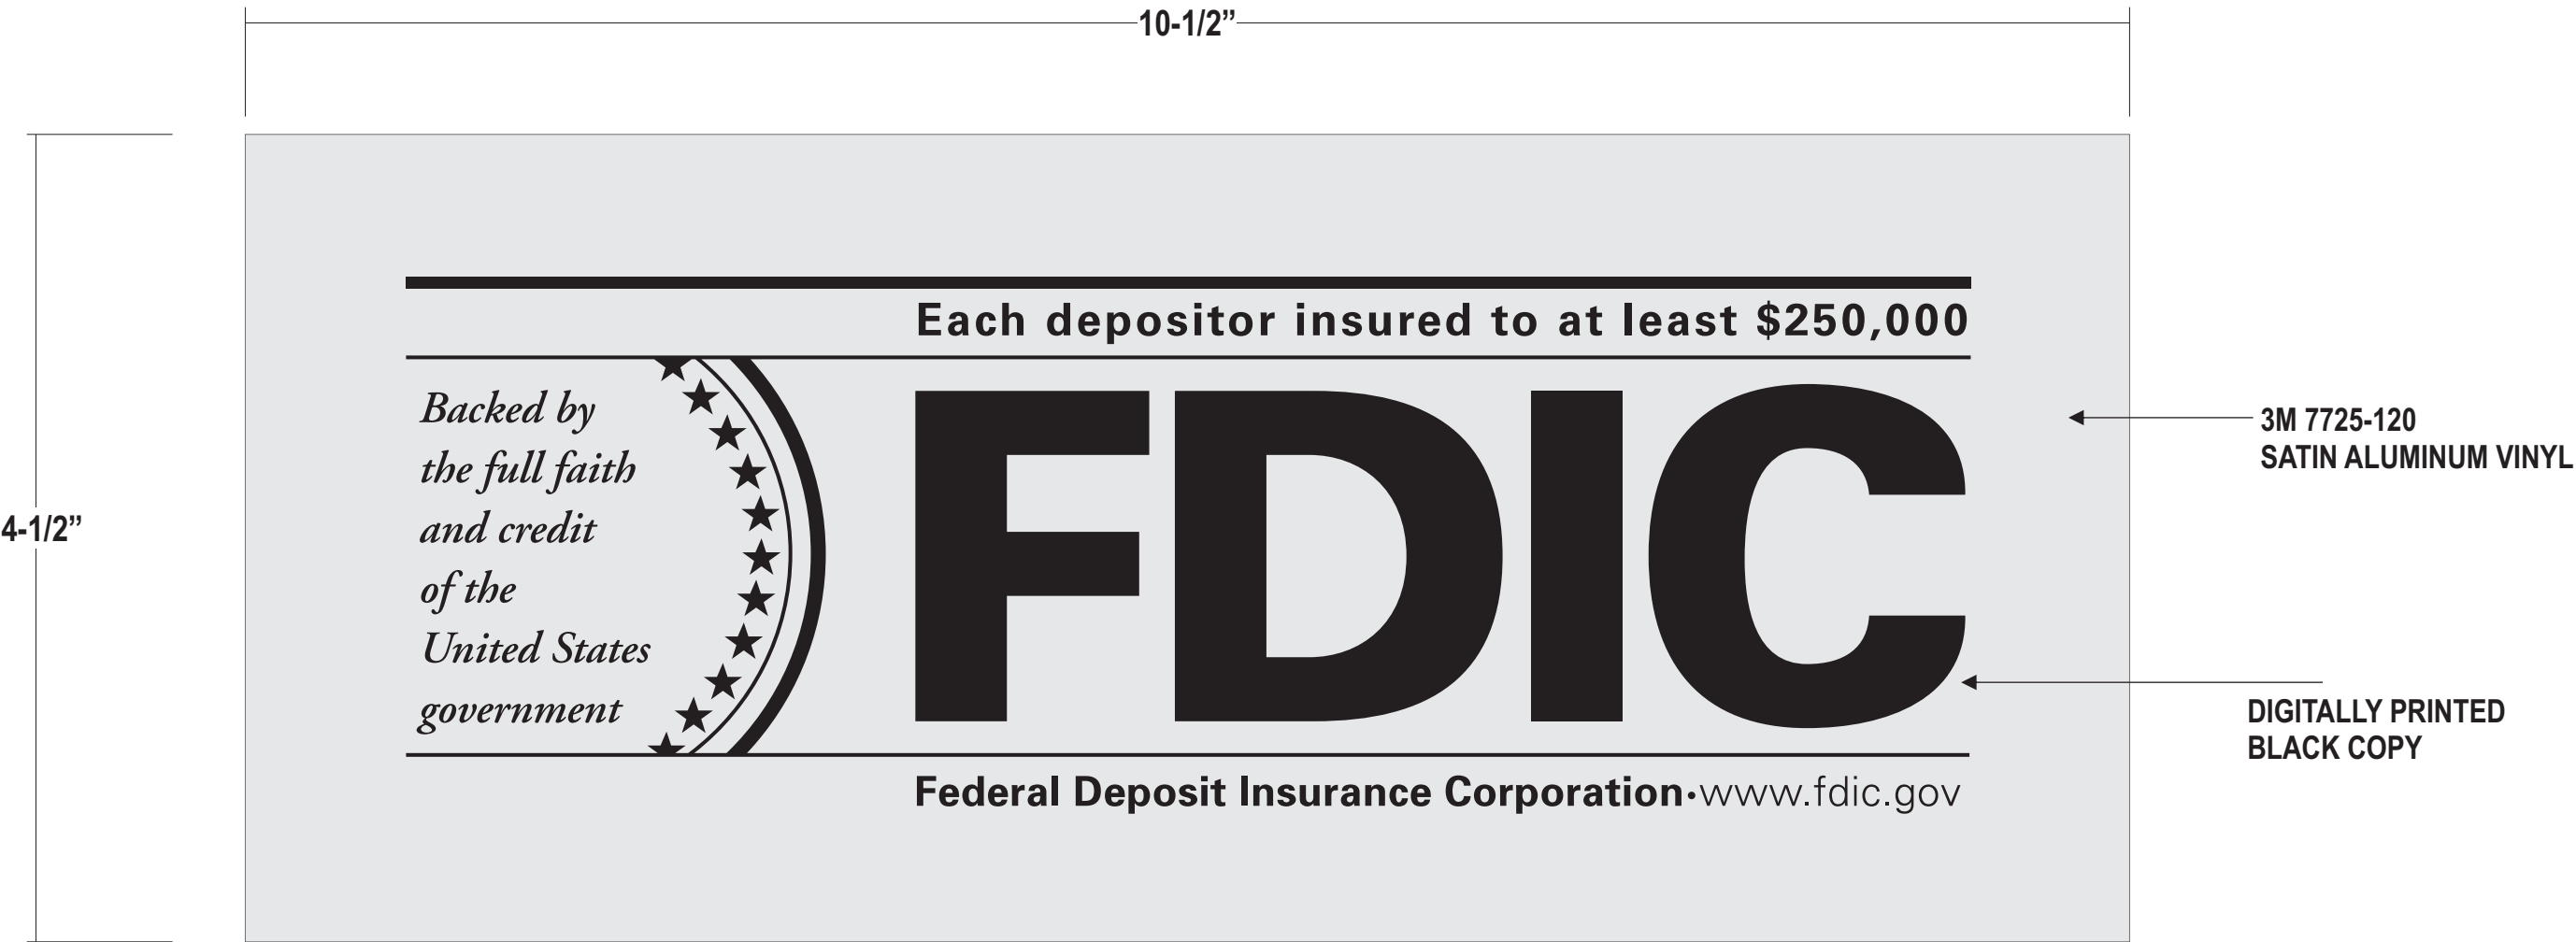 10-1/2”
4-1/2”
Each depositor insured to at least $250,000
Backed by
the full faith
and credit
of the
United States
government
FDIC
Federal Deposit Insurance Corporation•www.fdic.gov
3M 7725-120
SATIN ALUMINUM VINYL
DIGITALLY PRINTED
BLACK COPY